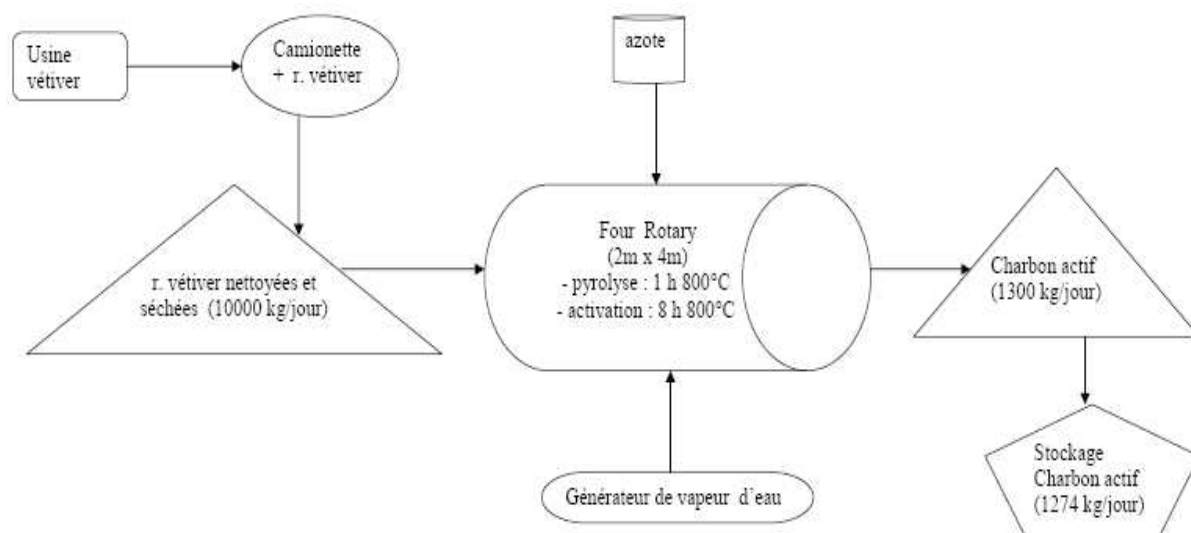 Usine
vétiver
Camionette
+ r. vétiver
azote
r. vétiver nettoyées et
séchées (10000 kg/jour)
Four Rotary
(2m x 4m)
- pyrolyse : 1 h 800°C
- activation : 8 h 800°C
Charbon actif
(1300 kg/jour)
Générateur de vapeur d'eau
Stockage
Charbon actif
(1274 kg/jour)